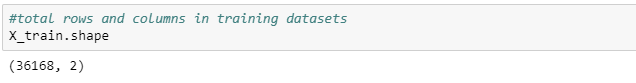 #total rows and columns in training datasets
X_train.shape
(36168, 2)